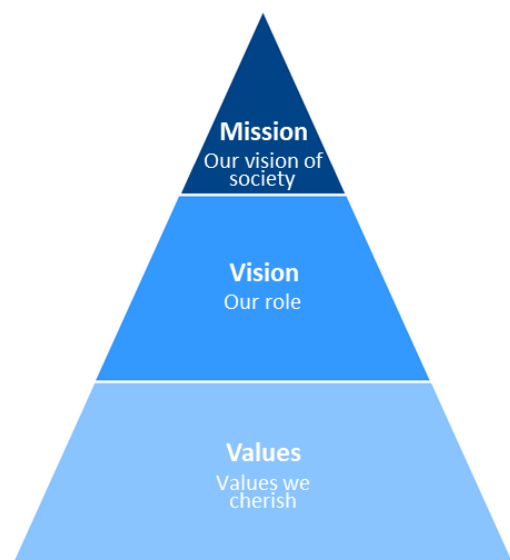 Mission
Our vision of
society
Vision
Our role
Values
Values we
cherish